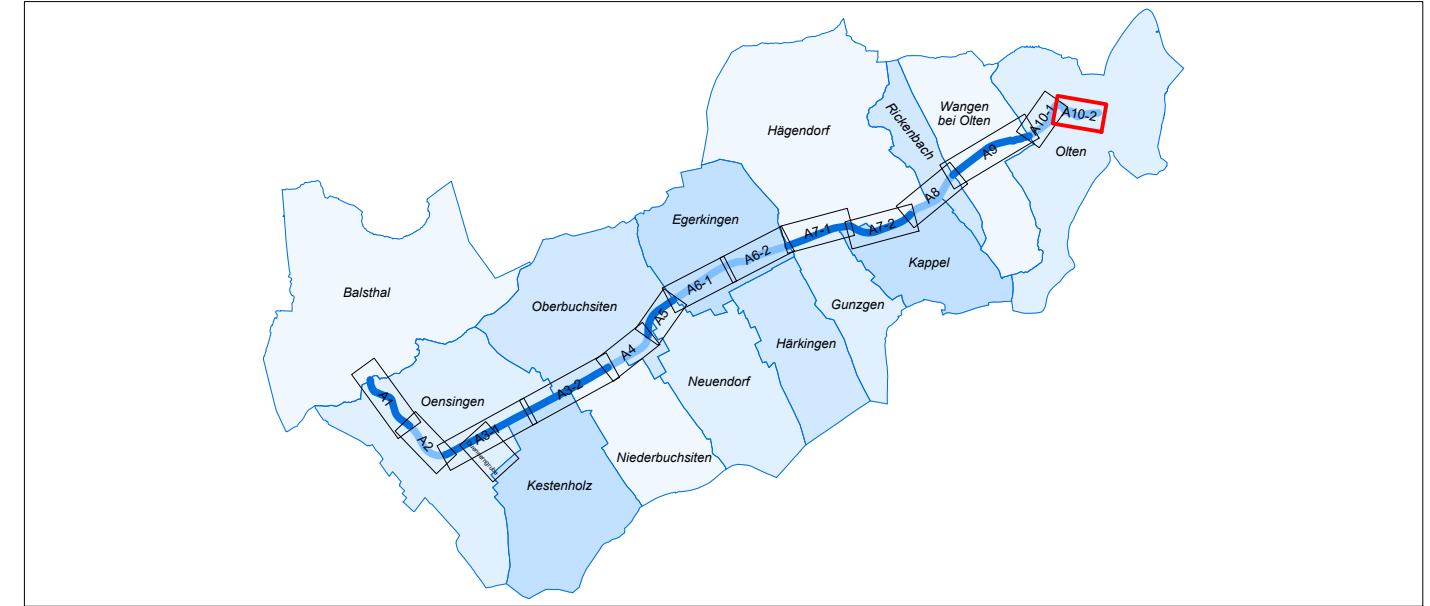 Hägendorf
Rickenbach
Wangen
bei Olten
A10-1
A10-2
Olten
A9
A8
Egerkingen
A7-1
A7-2
Kappel
A6-2
A6-1
Gunzgen
Balsthal
Oberbuchsiten
A5
Härkingen
A4
Neuendorf
A3-2
Oensingen
A1
A2
A3-1
Niederbuchsiten
Kestenholz